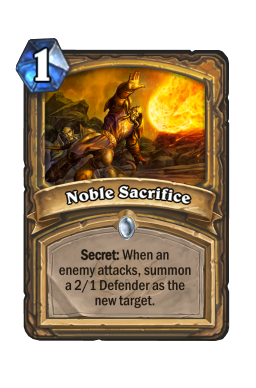 1
Noble Sacrifice
Secret: When an
enemy attacks, summon
a 2/1 Defender as the
new target.